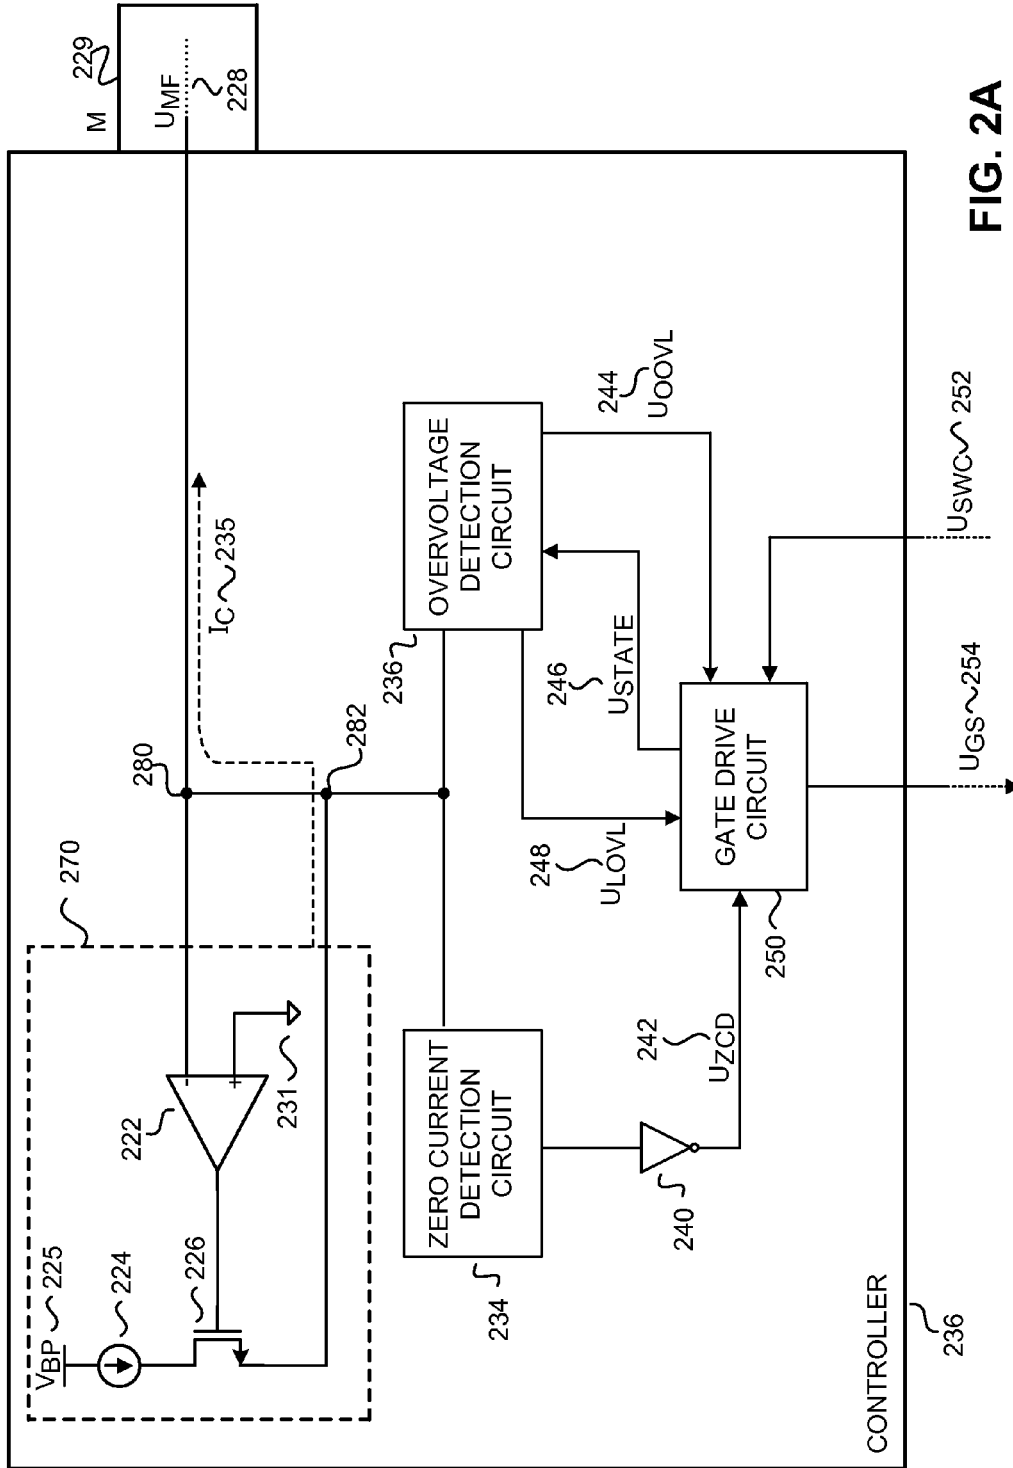 229
M
UMF
228
270
280
IC 235
282
VBP 225
224
226
222
-
+
231
ZERO CURRENT
DETECTION
CIRCUIT
234
OVERVOLTAGE
DETECTION
CIRCUIT
236
240
242
UZCD
248
ULOVL
246
USTATE
244
UOOVL
GATE DRIVE
CIRCUIT
250
USWC 252
UGS 254
CONTROLLER
236
FIG. 2A